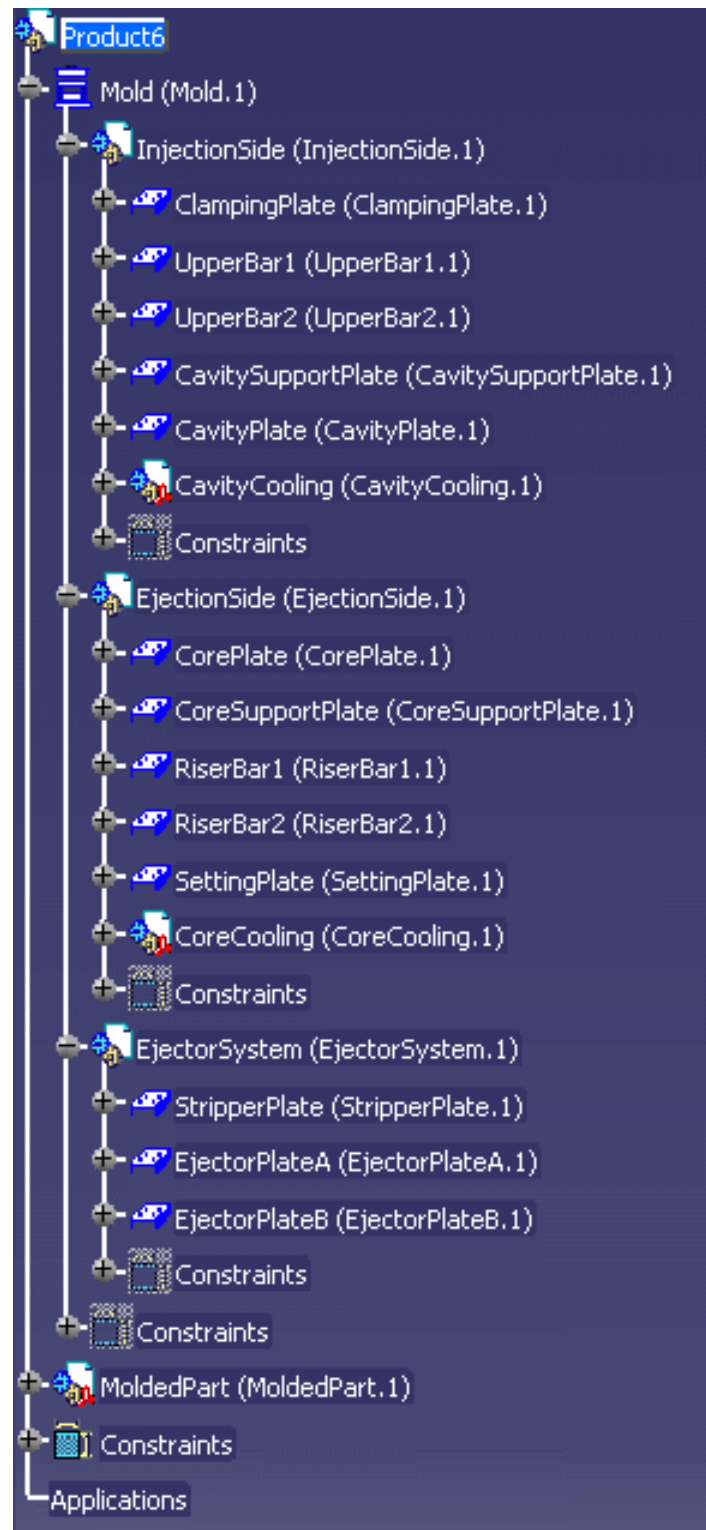 Product6
Mold (Mold.1)
InjectionSide (InjectionSide.1)
ClampingPlate (ClampingPlate.1)
UpperBar1 (UpperBar1.1)
UpperBar2 (UpperBar2.1)
CavitySupportPlate (CavitySupportPlate.1)
CavityPlate (CavityPlate.1)
CavityCooling (CavityCooling.1)
Constraints
EjectionSide (EjectionSide.1)
CorePlate (CorePlate.1)
CoreSupportPlate (CoreSupportPlate.1)
RiserBar1 (RiserBar1.1)
RiserBar2 (RiserBar2.1)
SettingPlate (SettingPlate.1)
CoreCooling (CoreCooling.1)
Constraints
EjectorSystem (EjectorSystem.1)
StripperPlate (StripperPlate.1)
EjectorPlateA (EjectorPlateA.1)
EjectorPlateB (EjectorPlateB.1)
Constraints
Constraints
MoldedPart (MoldedPart.1)
Constraints
Applications